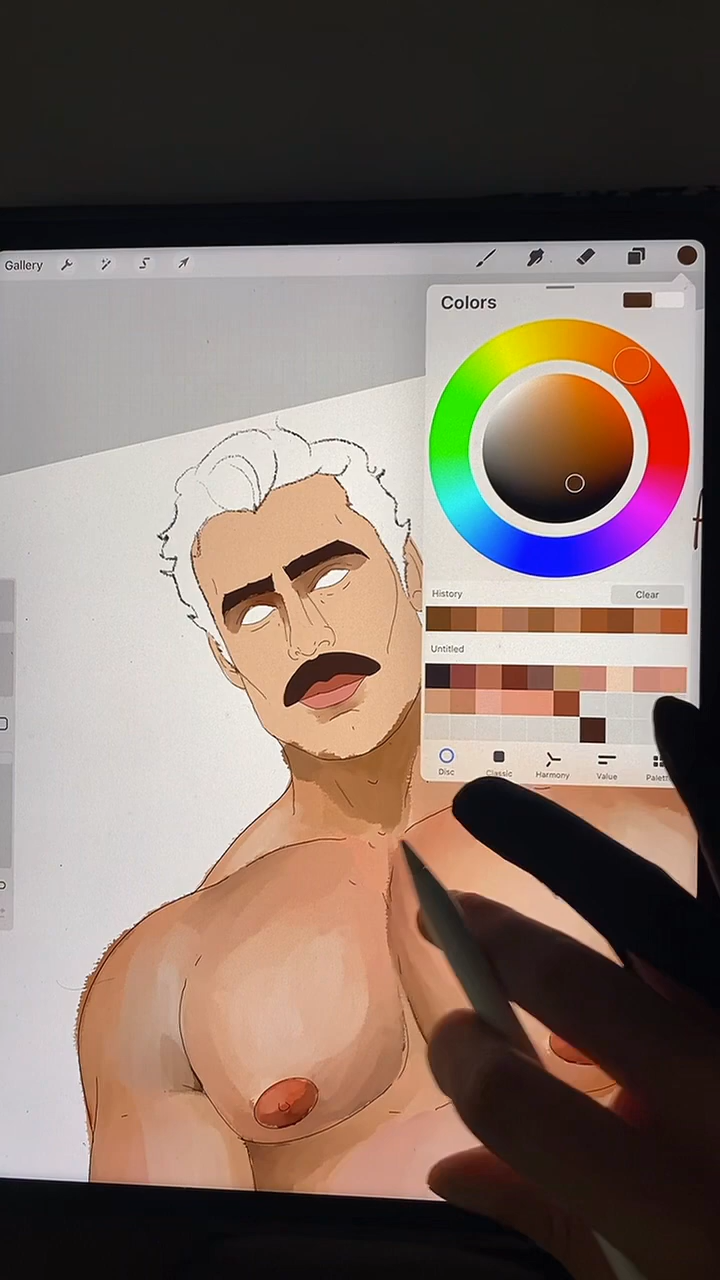 Gallery
Colors
History Clear
Untitled
Disc Classic Harmony Value